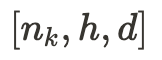 [n_k, h, d]